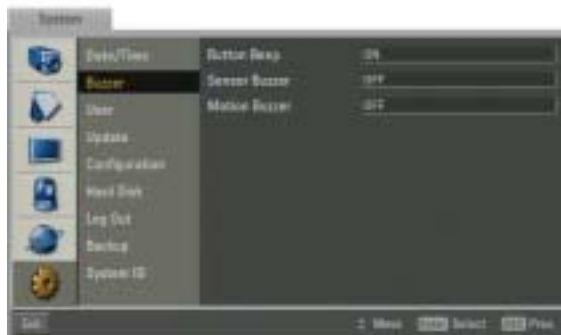 System
Date/Time
Buzzer
User
Update
Configuration
Hard Disk
Log Out
Backup
System ID
Button Beep :ON
Sensor Buzzer :OFF
Motion Buzzer :OFF
Exit Move Select Prev